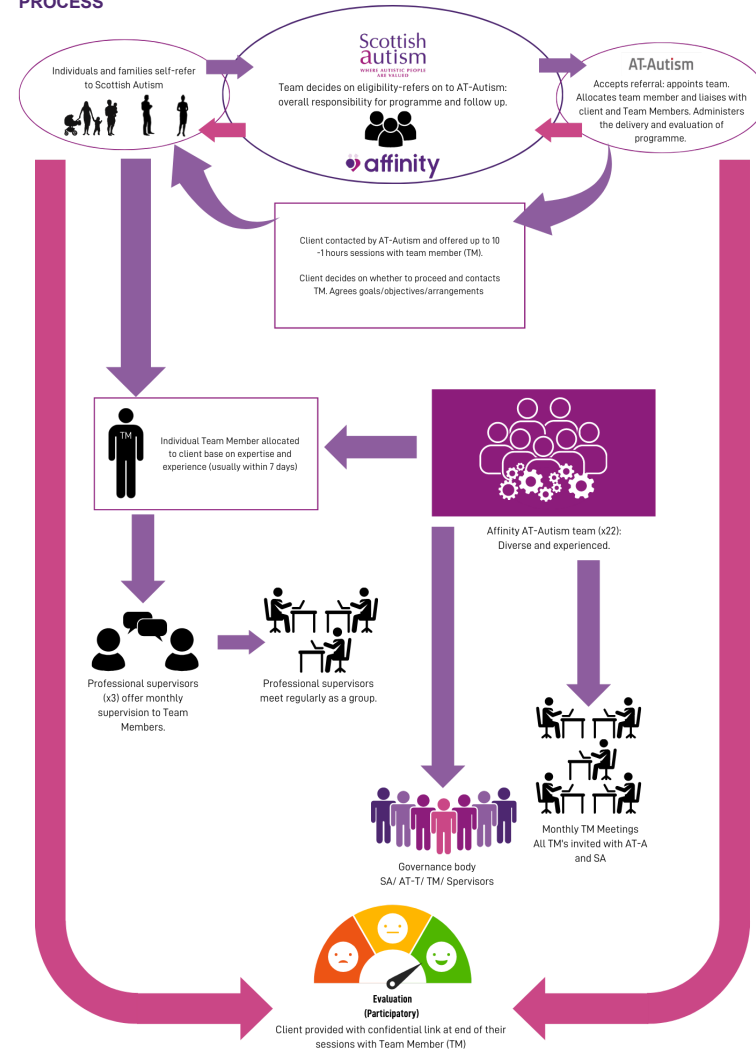 PROCESS
Individuals and families self-refer
to Scottish Autism
Scottish
autism
WHERE AUTISTIC PEOPLE
ARE VALUED
Team decides on eligibility-refers on to AT-Autism:
overall responsibility for programme and follow up.
affinity
AT-Autism
Accepts referral: appoints team.
Allocates team member and liaises with
client and Team Members. Administers
the delivery and evaluation of
programme.
Client contacted by AT-Autism and offered up to 10
-1 hours sessions with team member (TM).
Client decides on whether to proceed and contacts
TM. Agrees goals/objectives/arrangements
TM
Individual Team Member allocated
to client base on expertise and
experience (usually within 7 days)
Affinity AT-Autism team (x22):
Diverse and experienced.
Professional supervisors
(x3) offer monthly
supervision to Team
Members.
Professional supervisors
meet regularly as a group.
Monthly TM Meetings
All TM's invited with AT-A
and SA
Governance body
SA/ AT-T/ TM/ Spervisors
Evaluation
(Participatory)
Client provided with confidential link at end of their
sessions with Team Member (TM)